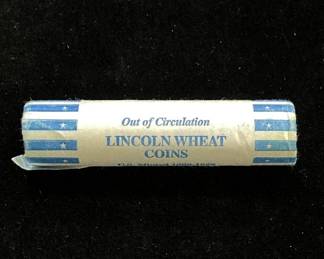 Out of Circulation
LINCOLN WHEAT
COINS